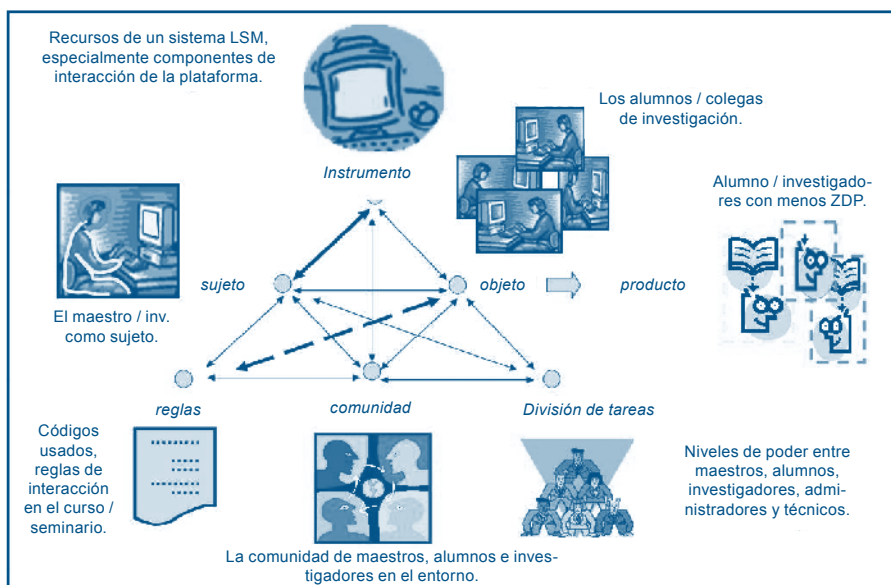 Recursos de un sistema LSM,
especialmente componentes de
interacción de la plataforma.
Los alumnos / colegas
de investigación.
Instrumento
Alumno / investigado-
res con menos ZDP.
sujeto
objeto
producto
El maestro / inv.
como sujeto.
reglas
comunidad
División de tareas
Códigos
usados,
reglas de
interacción
en el curso /
seminario.
Niveles de poder entre
maestros, alumnos,
investigadores, admi-
nistradores y técnicos.
La comunidad de maestros, alumnos e inves-
tigadores en el entorno.